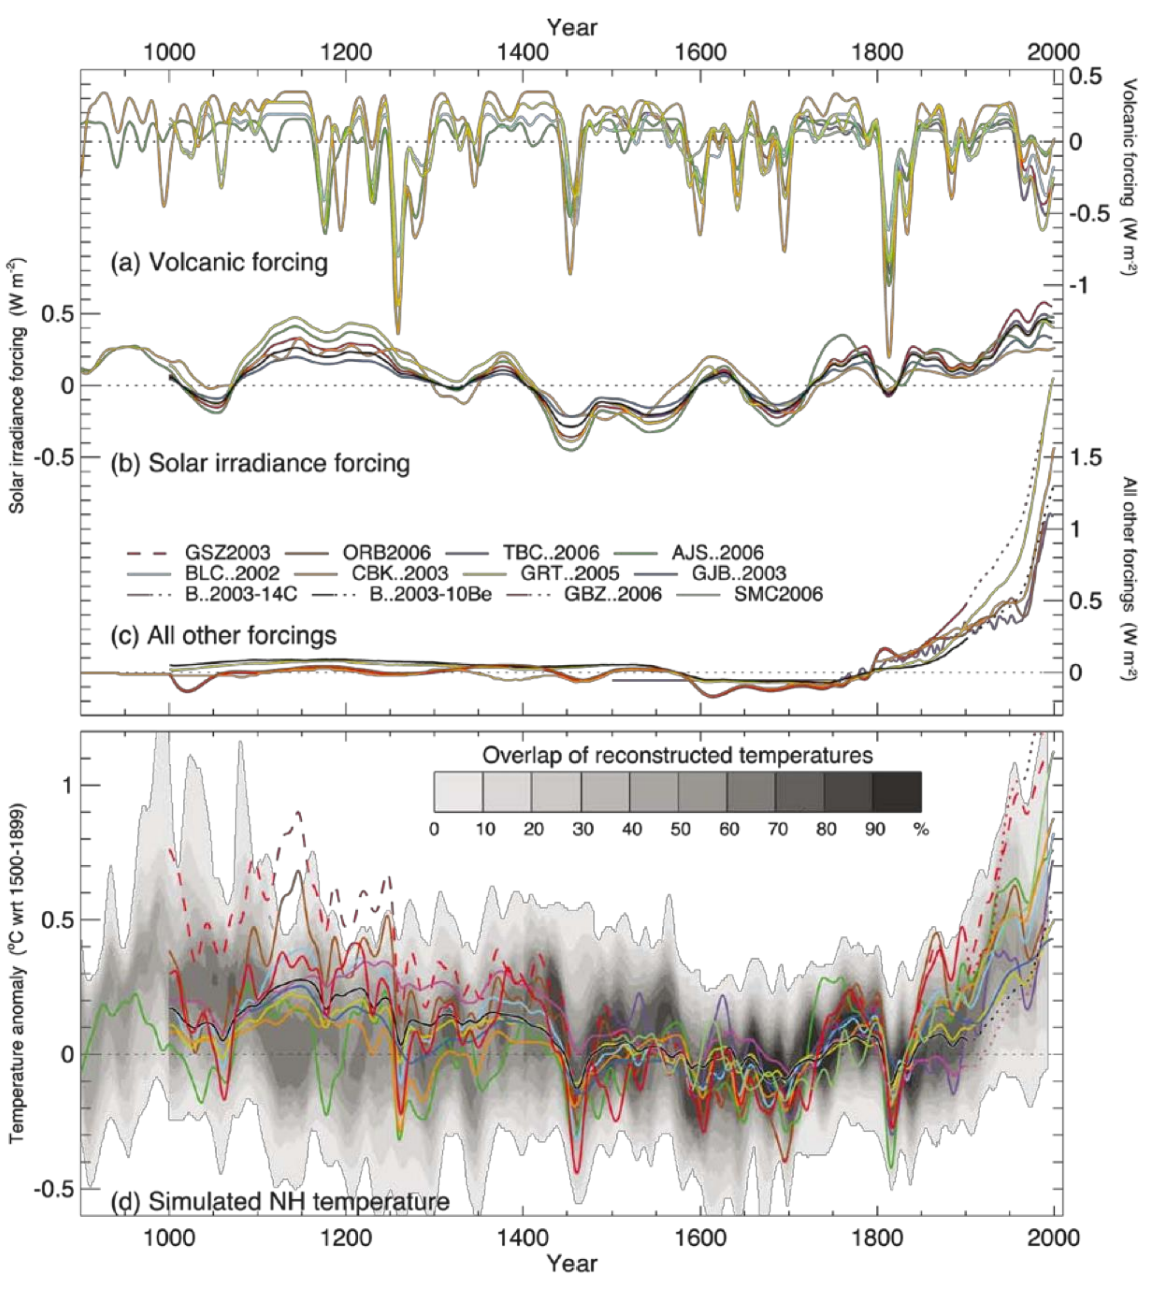 Year
1000 1200 1400 1600 1800 2000
0.5
0
-0.5
-1
Volcanic forcing (W m-2)
(a) Volcanic forcing
Solar irradiance forcing (W m-2)
0.5
0
-0.5
(b) Solar irradiance forcing
1.5
1
0.5
0
All other forcings (W m-2)
GSZ2003 ORB2006 TBC..2006 AJS..2006
BLC..2002 CBK..2003 GRT..2005 GJB..2003
B..2003-14C B..2003-10Be GBZ..2006 SMC2006
(c) All other forcings
Overlap of reconstructed temperatures
0 10 20 30 40 50 60 70 80 90 %
Temperature anomaly (°C wrt 1500-1899)
1
0.5
0
-0.5
(d) Simulated NH temperature
1000 1200 1400 1600 1800 2000
Year